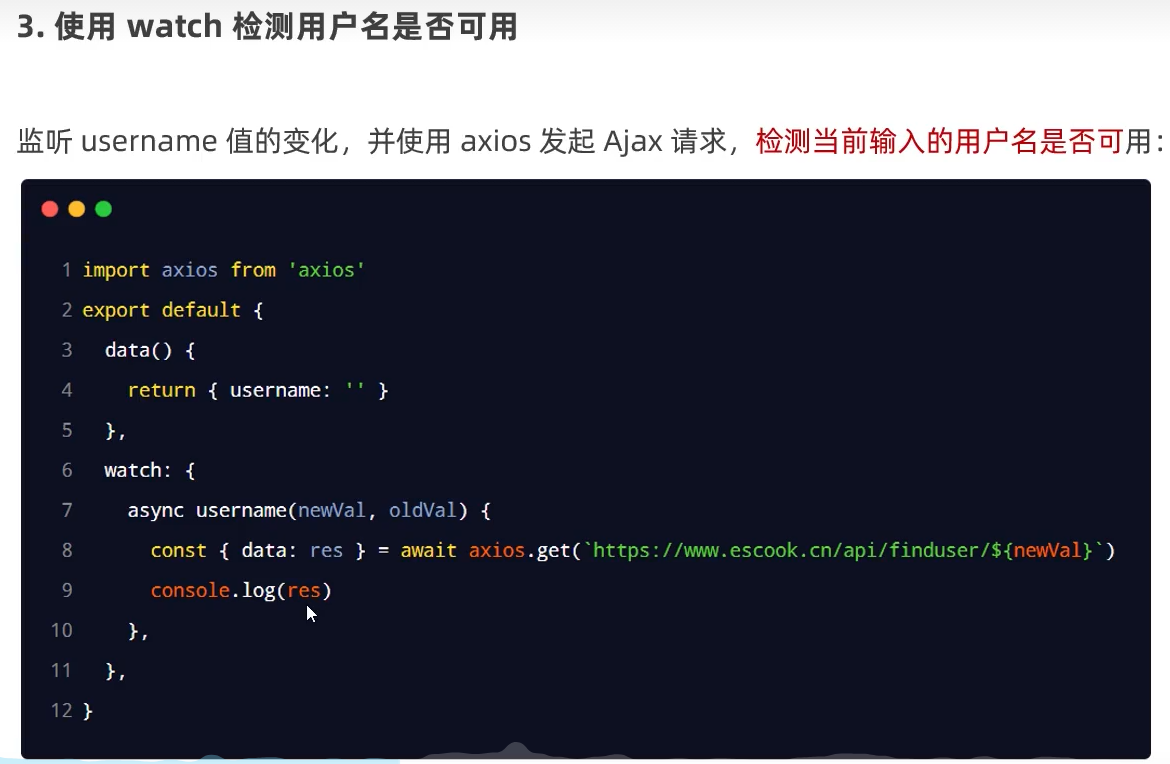 3. 使用 watch 检测用户名是否可用
监听 username 值的变化，并使用 axios 发起 Ajax 请求，检测当前输入的用户名是否可用：
1 import axios from 'axios'
2 export default {
3   data() {
4     return { username: '' }
5   },
6   watch: {
7     async username(newVal, oldVal) {
8       const { data: res } = await axios.get(`https://www.escook.cn/api/finduser/${newVal}`)
9       console.log(res)
10     },
11   },
12 }